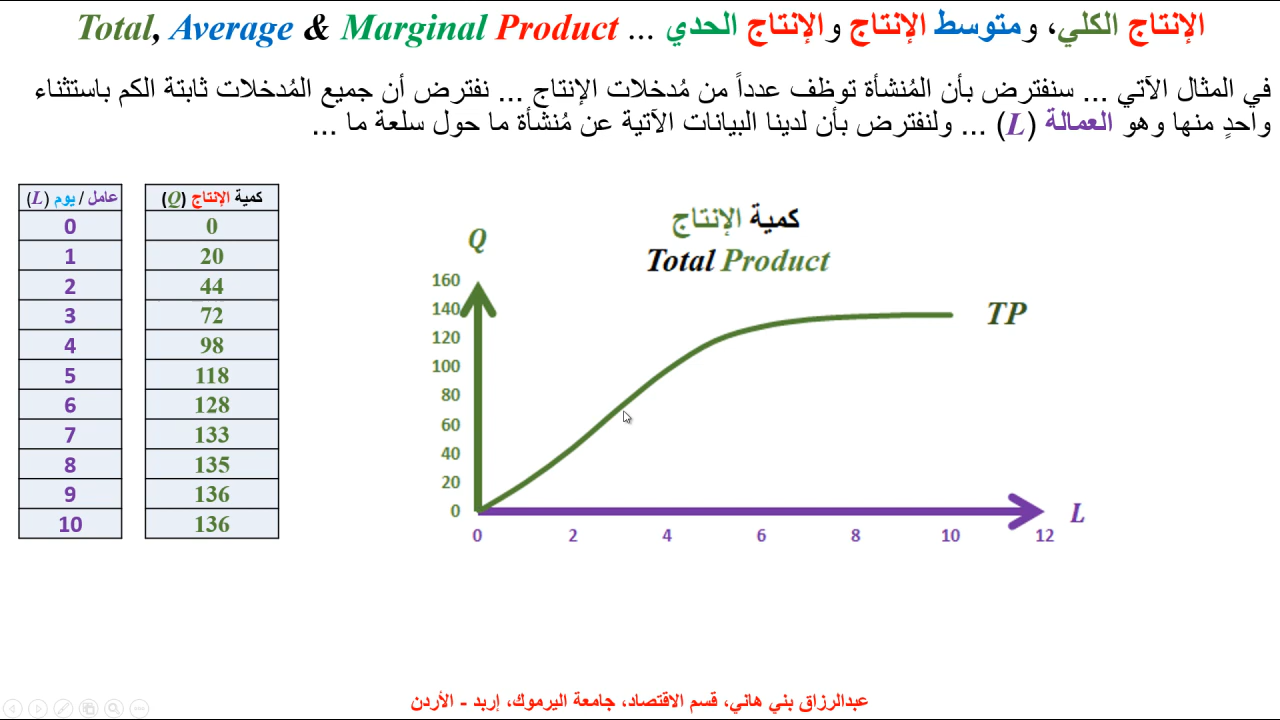 الإنتاج الكلي، ومتوسط الإنتاج والإنتاج الحدي ... Total, Average & Marginal Product
في المثال الآتي ... سنفترض بأن المُنشأة توظف عدداً من مُدخلات الإنتاج ... نفترض أن جميع المُدخلات ثابتة الكم باستثناء
واحدٍ منها وهو العمالة (L) ... ولنفترض بأن لدينا البيانات الآتية عن مُنشأة ما حول سلعة ما ...
عامل / يوم (L) كمية الإنتاج (Q)
0 0
1 20
2 44
3 72
4 98
5 118
6 128
7 133
8 135
9 136
10 136
كمية الإنتاج
Total Product
Q
160
140
120
100
80
60
40
20
0
TP
L
0 2 4 6 8 10 12
عبدالرزاق بني هاني، قسم الاقتصاد، جامعة اليرموك، إربد - الأردن